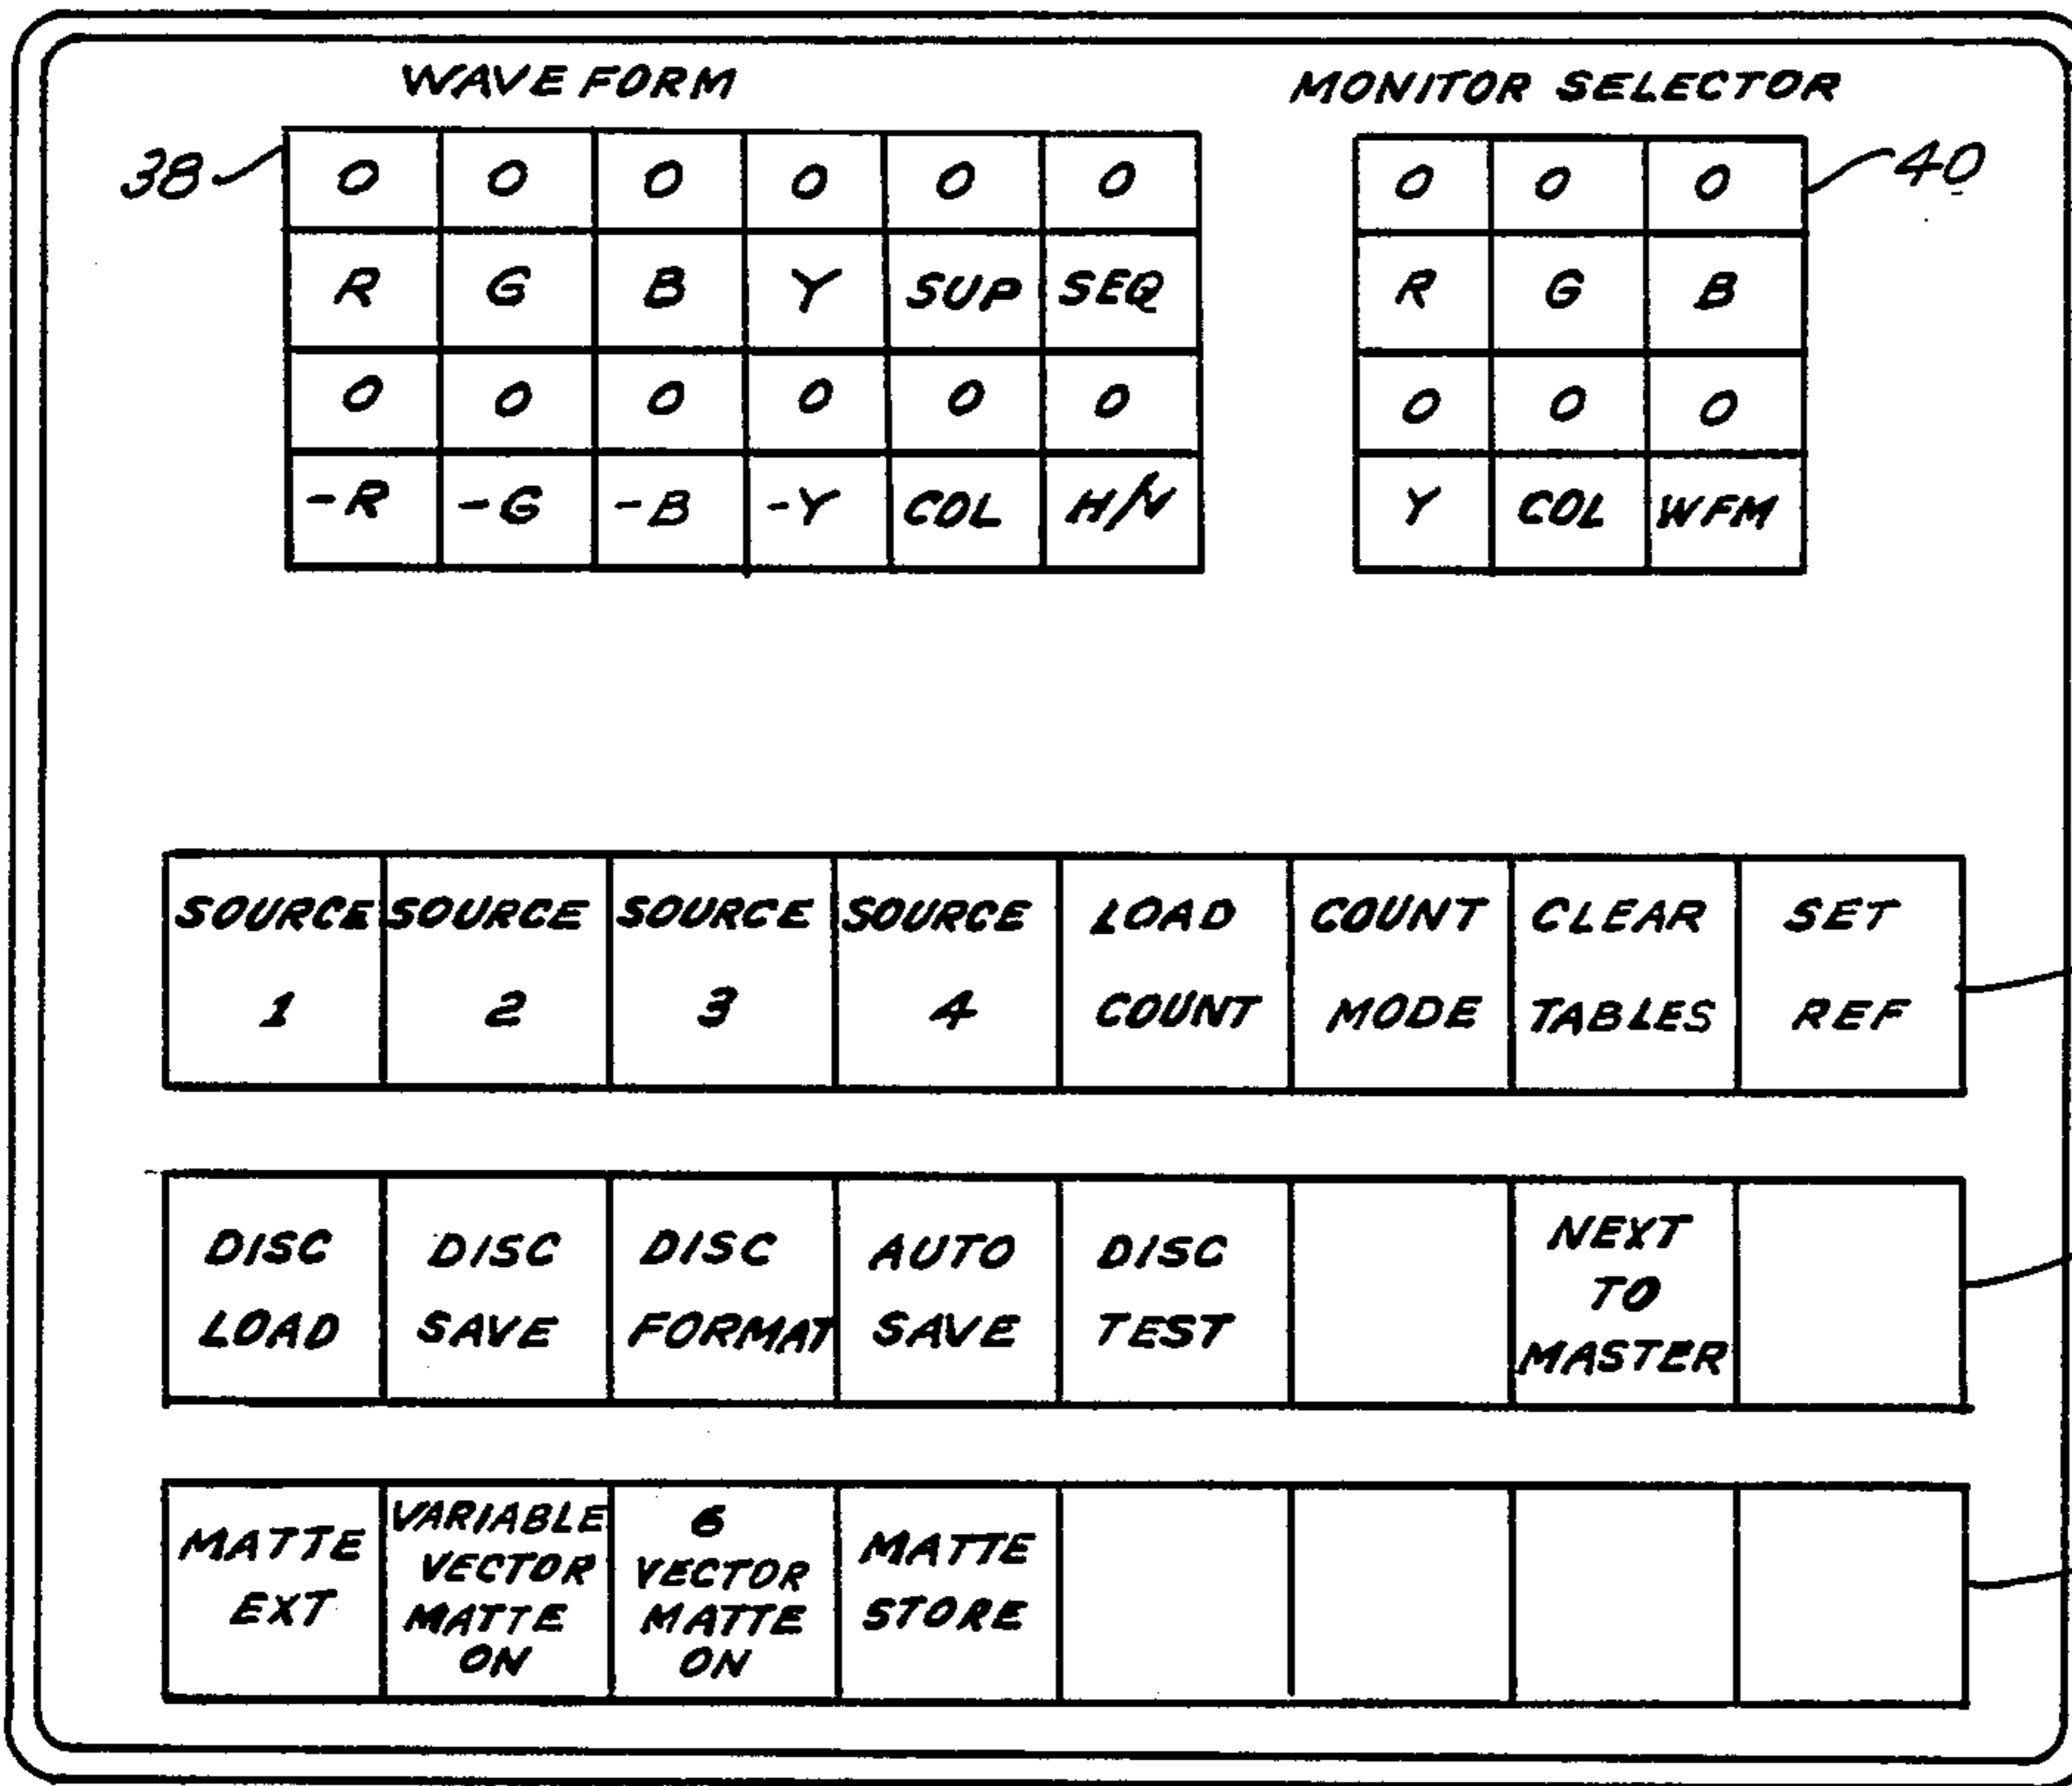 WAVE FORM MONITOR SELECTOR
38 0 0 0 0 0 0 0 0 0 40
R G B Y SUP SEQ R G B
0 0 0 0 0 0 0 0 0
-R -G -B -Y COL H/V Y COL WFM
SOURCE SOURCE SOURCE SOURCE LOAD COUNT CLEAR SET
1 2 3 4 COUNT MODE TABLES REF
DISC DISC DISC AUTO DISC NEXT TO
LOAD SAVE FORMAT SAVE TEST MASTER
MATTE VARIABLE 6 MATTE
EXT VECTOR VECTOR STORE
MATTE MATTE
ON ON